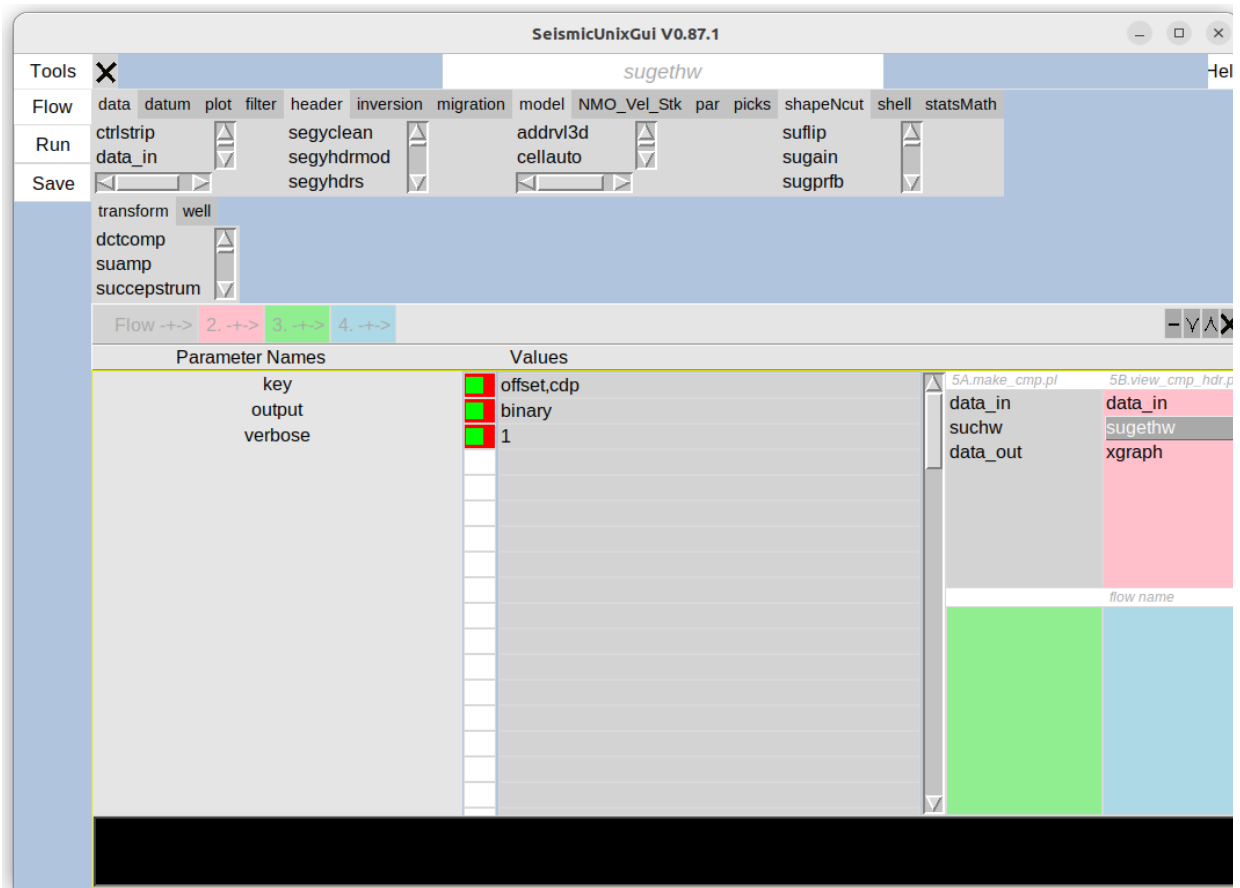 SeismicUnixGui V0.87.1
Tools sugethw
Flow data datum plot filter header inversion migration model NMO_Vel_Stk par picks shapeNcut shell statsMath
ctrlstrip segyclean addrvl3d suflip
Run
data_in segyhdrmod cellauto sugain
Save segyhdrs sugprfb
transform well
dctcomp
suamp
succepstrum
Flow -+-> 2. -+-> 3. -+-> 4. -+->
Parameter Names Values
key offset,cdp 5A.make_cmp.pl
output binary data_in data_in
verbose 1 suchw sugethw
data_out xgraph
flow name